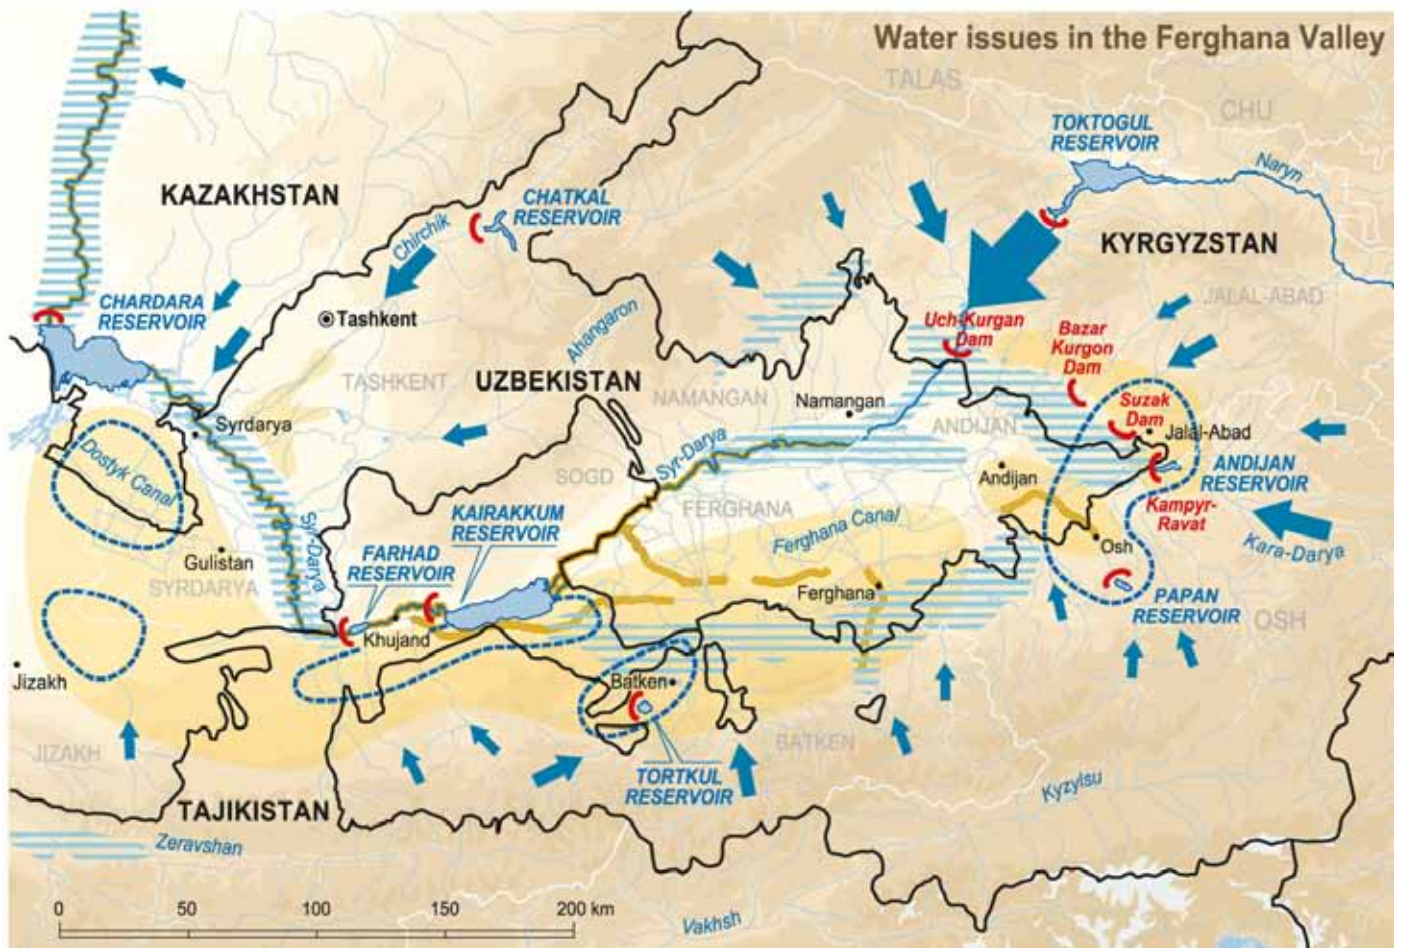 Water issues in the Ferghana Valley
TALAS
CHU
TOKTOGUL
RESERVOIR
Naryn
KAZAKHSTAN
CHATKAL
RESERVOIR
Chirchik
KYRGYZSTAN
CHARDARA
RESERVOIR
JALAL-ABAD
Tashkent
Ahangaron
Uch-Kurgan
Dam
Bazar
Kurgon
Dam
TASHKENT
UZBEKISTAN
NAMANGAN
Namangan
Suzak
Dam
Syrdarya
ANDIJAN
Jalal-Abad
Dostyk Canal
SOGD
Syr-Darya
Andijan
ANDIJAN
RESERVOIR
Syr-Darya
KAIRAKKUM
RESERVOIR
FERGHANA
Ferghana Canal
Kampyr-
Ravat
Kara-Darya
Gulistan
FARHAD
RESERVOIR
Osh
SYRDARYA
Ferghana
PAPAN
RESERVOIR
OSH
Khujand
Jizakh
Batken
JIZAKH
BATKEN
TORTKUL
RESERVOIR
Kyzylsu
TAJIKISTAN
Zeravshan
0 50 100 150 200 km
Vakhsh